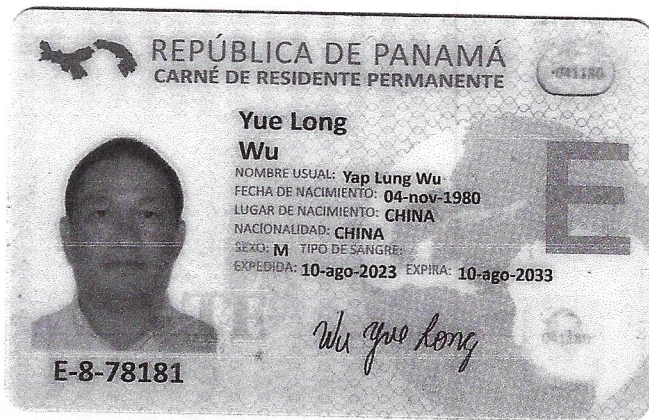 REPÚBLICA DE PANAMÁ
CARNÉ DE RESIDENTE PERMANENTE
041180
Yue Long
Wu
NOMBRE USUAL: Yap Lung Wu
FECHA DE NACIMIENTO: 04-nov-1980
LUGAR DE NACIMIENTO: CHINA
NACIONALIDAD: CHINA
SEXO: M TIPO DE SANGRE:
EXPEDIDA: 10-ago-2023 EXPIRA: 10-ago-2033
E
Wu Yue Long
E-8-78181